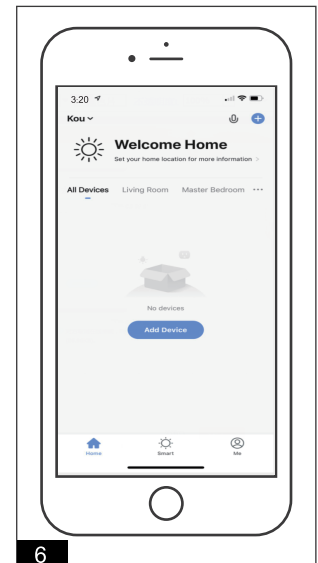 3:20
Kou
Welcome Home
Set your home location for more information >
All Devices Living Room Master Bedroom ...
No devices
Add Device
Home Smart Me
6